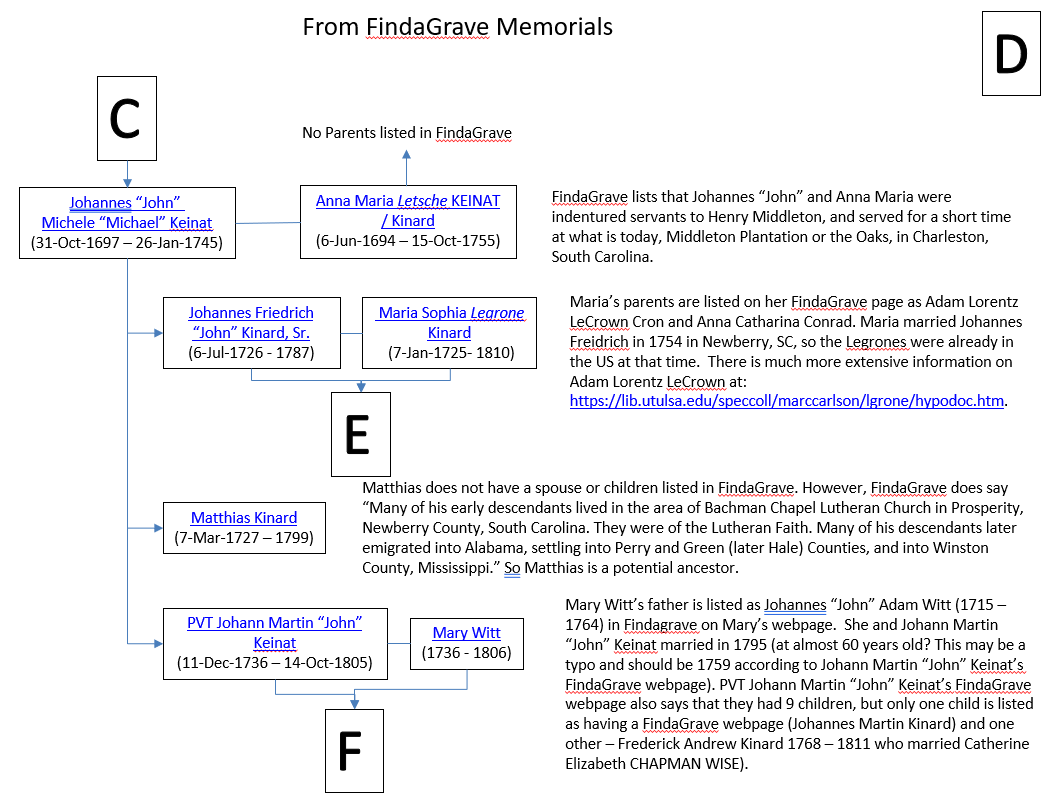 From FindaGrave Memorials
D
C
No Parents listed in FindaGrave
Johannes “John”
Michele “Michael” Keinat
(31-Oct-1697 – 26-Jan-1745)
Anna Maria Letsche KEINAT
/ Kinard
(6-Jun-1694 – 15-Oct-1755)
FindaGrave lists that Johannes “John” and Anna Maria were
indentured servants to Henry Middleton, and served for a short time
at what is today, Middleton Plantation or the Oaks, in Charleston,
South Carolina.
Johannes Friedrich
“John” Kinard, Sr.
(6-Jul-1726 - 1787)
Maria Sophia Legrone
Kinard
(7-Jan-1725- 1810)
Maria’s parents are listed on her FindaGrave page as Adam Lorentz
LeCrown Cron and Anna Catharina Conrad. Maria married Johannes
Freidrich in 1754 in Newberry, SC, so the Legrones were already in
the US at that time.  There is much more extensive information on
Adam Lorentz LeCrown at:
https://lib.utulsa.edu/speccoll/marccarlson/lgrone/hypodoc.htm.
E
Matthias Kinard
(7-Mar-1727 – 1799)
Matthias does not have a spouse or children listed in FindaGrave. However, FindaGrave does say
“Many of his early descendants lived in the area of Bachman Chapel Lutheran Church in Prosperity,
Newberry County, South Carolina. They were of the Lutheran Faith. Many of his descendants later
emigrated into Alabama, settling into Perry and Green (later Hale) Counties, and into Winston
County, Mississippi.” So Matthias is a potential ancestor.
PVT Johann Martin “John”
Keinat
(11-Dec-1736 – 14-Oct-1805)
Mary Witt
(1736 - 1806)
Mary Witt’s father is listed as Johannes “John” Adam Witt (1715 –
1764) in Findagrave on Mary’s webpage.  She and Johann Martin
“John” Keinat married in 1795 (at almost 60 years old? This may be a
typo and should be 1759 according to Johann Martin “John” Keinat’s
FindaGrave webpage). PVT Johann Martin “John” Keinat’s FindaGrave
webpage also says that they had 9 children, but only one child is listed
as having a FindaGrave webpage (Johannes Martin Kinard) and one
other – Frederick Andrew Kinard 1768 – 1811 who married Catherine
Elizabeth CHAPMAN WISE).
F